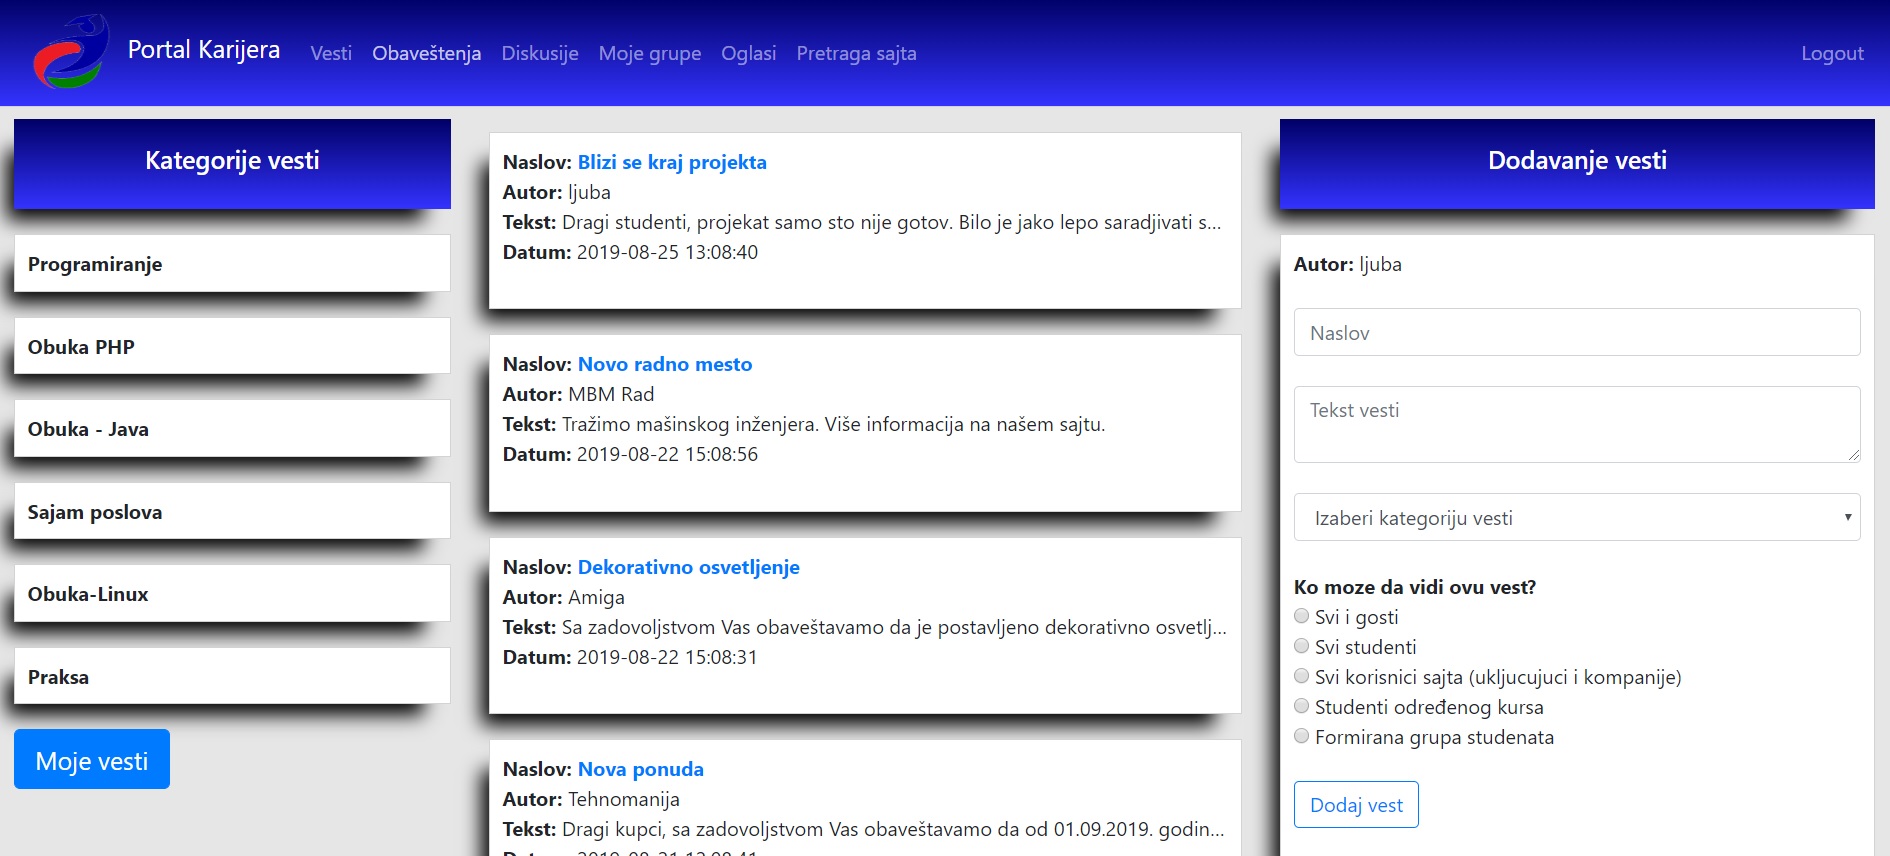 Portal Karijera
Vesti
Obaveštenja
Diskusije
Moje grupe
Oglasi
Pretraga sajta
Logout
Kategorije vesti
Programiranje
Obuka PHP
Obuka - Java
Sajam poslova
Obuka-Linux
Praksa
Moje vesti
Naslov: Blizi se kraj projekta
Autor: ljuba
Tekst: Dragi studenti, projekat samo sto nije gotov. Bilo je jako lepo saradjivati s...
Datum: 2019-08-25 13:08:40
Naslov: Novo radno mesto
Autor: MBM Rad
Tekst: Tražimo mašinskog inženjera. Više informacija na našem sajtu.
Datum: 2019-08-22 15:08:56
Naslov: Dekorativno osvetljenje
Autor: Amiga
Tekst: Sa zadovoljstvom Vas obaveštavamo da je postavljeno dekorativno osvetlj...
Datum: 2019-08-22 15:08:31
Naslov: Nova ponuda
Autor: Tehnomanija
Tekst: Dragi kupci, sa zadovoljstvom Vas obaveštavamo da od 01.09.2019. godin...
Dodavanje vesti
Autor: ljuba
Naslov
Tekst vesti
Izaberi kategoriju vesti
Ko moze da vidi ovu vest?
Svi i gosti
Svi studenti
Svi korisnici sajta (ukljucujuci i kompanije)
Studenti određenog kursa
Formirana grupa studenata
Dodaj vest